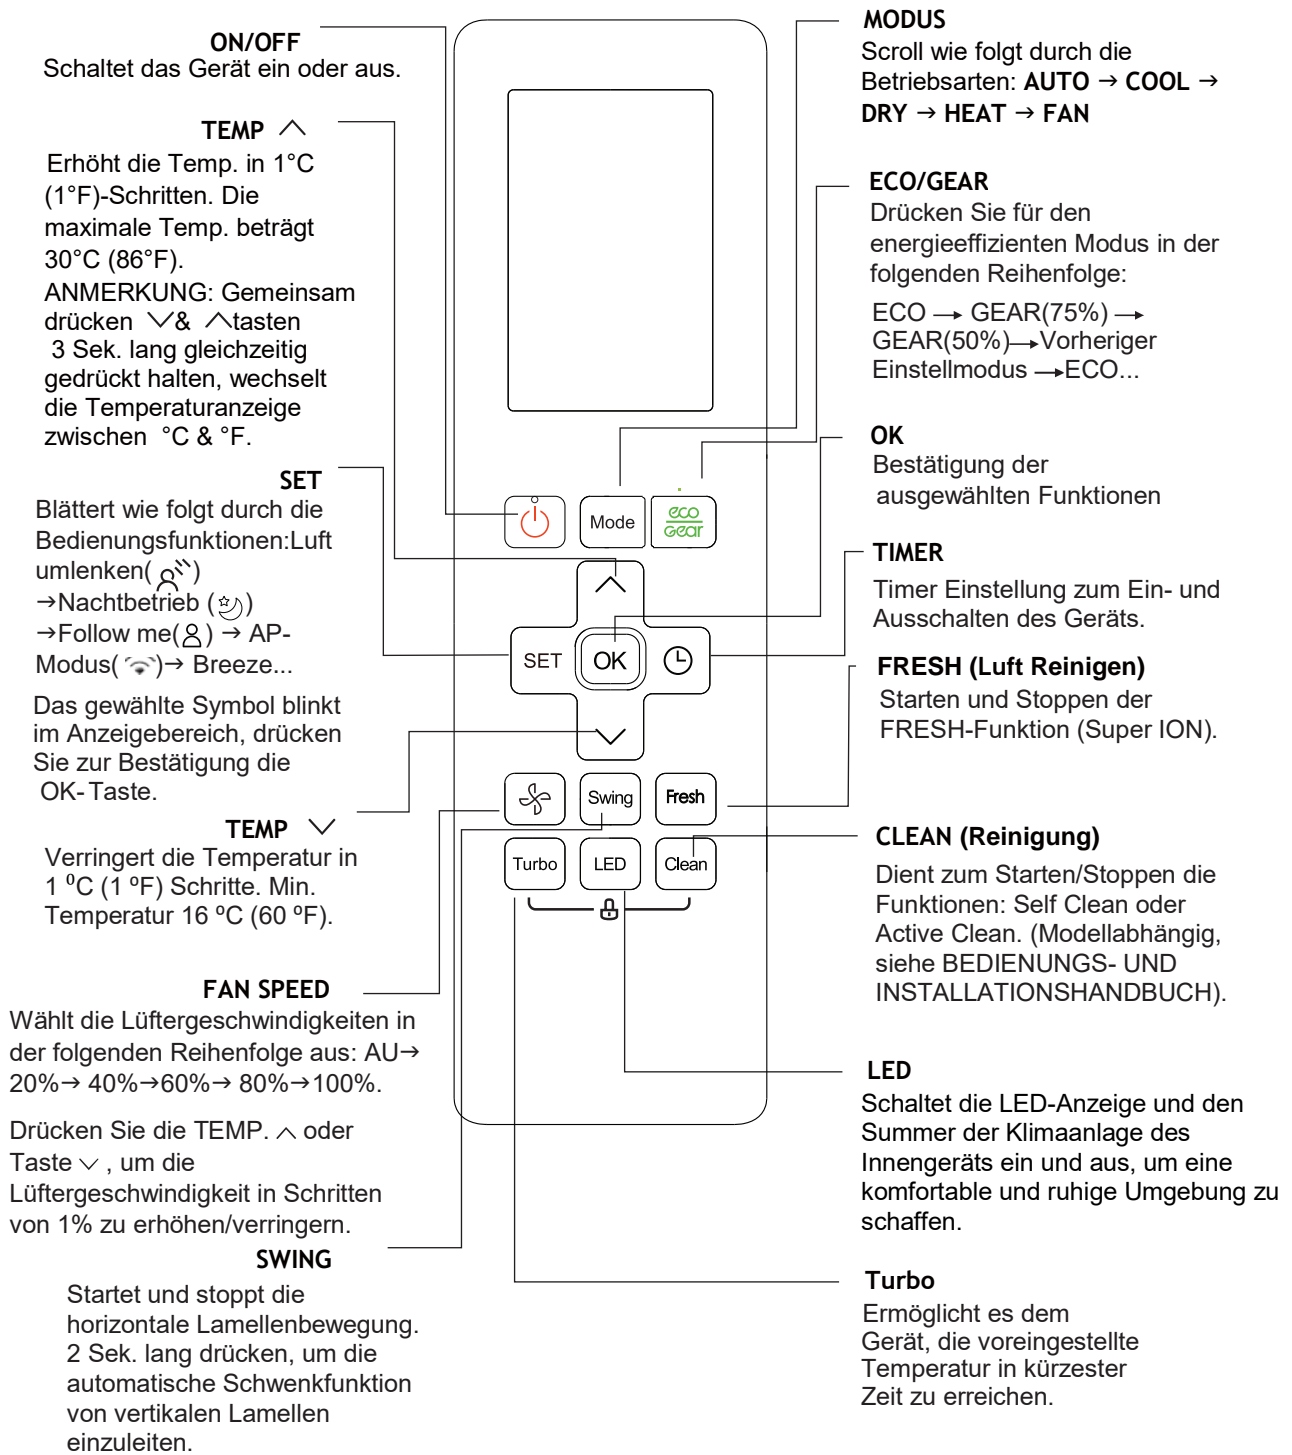 ON/OFF
Schaltet das Gerät ein oder aus.
TEMP
Erhöht die Temp. in 1°C
(1°F)-Schritten. Die
maximale Temp. beträgt
30°C (86°F).
ANMERKUNG: Gemeinsam
drücken & tasten
3 Sek. lang gleichzeitig
gedrückt halten, wechselt
die Temperaturanzeige
zwischen °C & °F.
SET
Blättert wie folgt durch die
Bedienungsfunktionen:Luft
umlenken( )
→Nachtbetrieb ( )
→Follow me( ) → AP-
Modus( )→ Breeze...
Das gewählte Symbol blinkt
im Anzeigebereich, drücken
Sie zur Bestätigung die
OK-Taste.
TEMP
Verringert die Temperatur in
1 ⁰C (1 ºF) Schritte. Min.
Temperatur 16 ºC (60 ºF).
FAN SPEED
Wählt die Lüftergeschwindigkeiten in
der folgenden Reihenfolge aus: AU→
20%→ 40%→60%→ 80%→100%.
Drücken Sie die TEMP. oder
Taste , um die
Lüftergeschwindigkeit in Schritten
von 1% zu erhöhen/verringern.
SWING
Startet und stoppt die
horizontale Lamellenbewegung.
2 Sek. lang drücken, um die
automatische Schwenkfunktion
von vertikalen Lamellen
einzuleiten.
Mode
eco
Gear
SET
OK
Swing
Fresh
Turbo
LED
Clean
MODUS
Scroll wie folgt durch die
Betriebsarten: AUTO → COOL →
DRY → HEAT → FAN
ECO/GEAR
Drücken Sie für den
energieeffizienten Modus in der
folgenden Reihenfolge:
ECO → GEAR(75%) →
GEAR(50%)→Vorheriger
Einstellmodus →ECO...
OK
Bestätigung der
ausgewählten Funktionen
TIMER
Timer Einstellung zum Ein- und
Ausschalten des Geräts.
FRESH (Luft Reinigen)
Starten und Stoppen der
FRESH-Funktion (Super ION).
CLEAN (Reinigung)
Dient zum Starten/Stoppen die
Funktionen: Self Clean oder
Active Clean. (Modellabhängig,
siehe BEDIENUNGS- UND
INSTALLATIONSHANDBUCH).
LED
Schaltet die LED-Anzeige und den
Summer der Klimaanlage des
Innengeräts ein und aus, um eine
komfortable und ruhige Umgebung zu
schaffen.
Turbo
Ermöglicht es dem
Gerät, die voreingestellte
Temperatur in kürzester
Zeit zu erreichen.